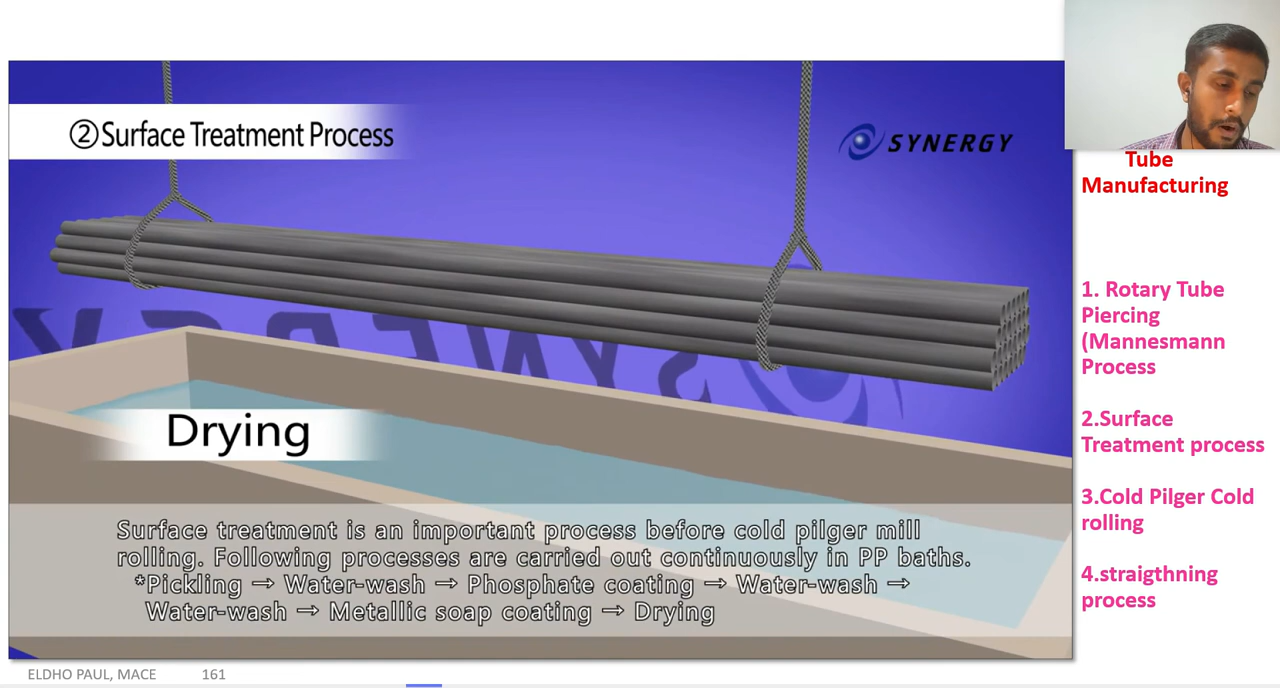 ②Surface Treatment Process
SYNERGY
SYNERGY
Drying
Surface treatment is an important process before cold pilger mill
rolling. Following processes are carried out continuously in PP baths.
*Pickling → Water-wash → Phosphate coating → Water-wash →
Water-wash → Metallic soap coating → Drying
Tube
Manufacturing
1. Rotary Tube
Piercing
(Mannesmann
Process
2.Surface
Treatment process
3.Cold Pilger Cold
rolling
4.straigthning
process
ELDHO PAUL, MACE
161